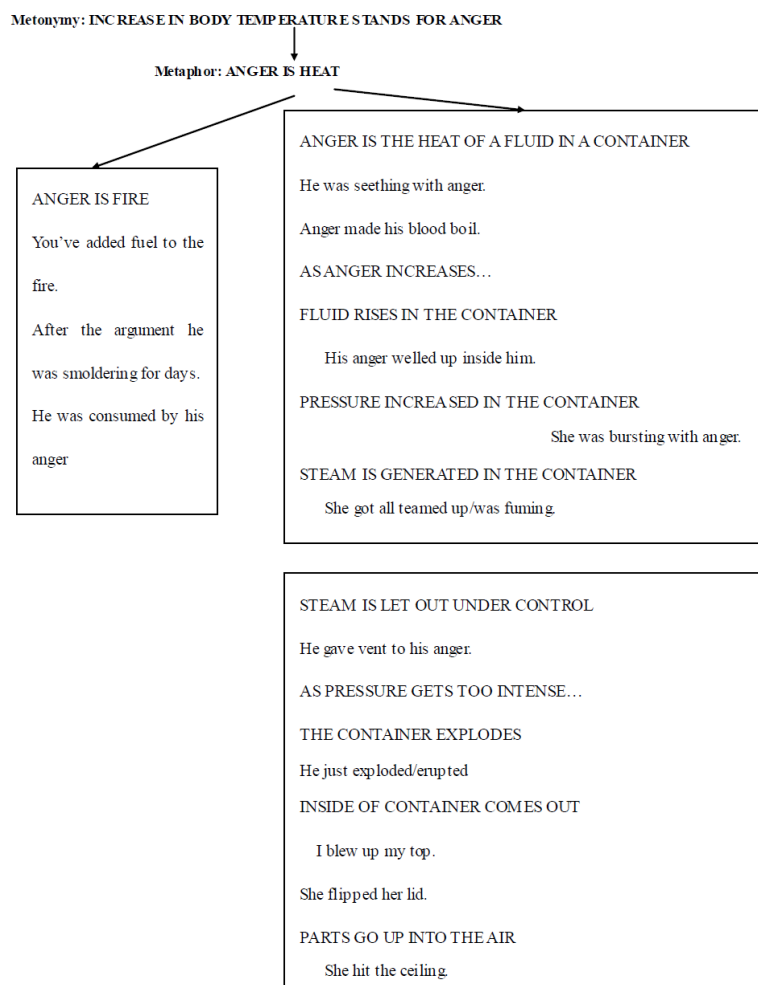 Metonymy: INCREASE IN BODY TEMPERATURE STANDS FOR ANGER
Metaphor: ANGER IS HEAT
ANGER IS FIRE
You've added fuel to the
fire.
After the argument he
was smoldering for days.
He was consumed by his
anger
ANGER IS THE HEAT OF A FLUID IN A CONTAINER
He was seething with anger.
Anger made his blood boil.
AS ANGER INCREASES…
FLUID RISES IN THE CONTAINER
His anger welled up inside him.
PRESSURE INCREASED IN THE CONTAINER
She was bursting with anger.
STEAM IS GENERATED IN THE CONTAINER
She got all teamed up/was fuming.
STEAM IS LET OUT UNDER CONTROL
He gave vent to his anger.
AS PRESSURE GETS TOO INTENSE…
THE CONTAINER EXPLODES
He just exploded/erupted
INSIDE OF CONTAINER COMES OUT
I blew up my top.
She flipped her lid.
PARTS GO UP INTO THE AIR
She hit the ceiling.